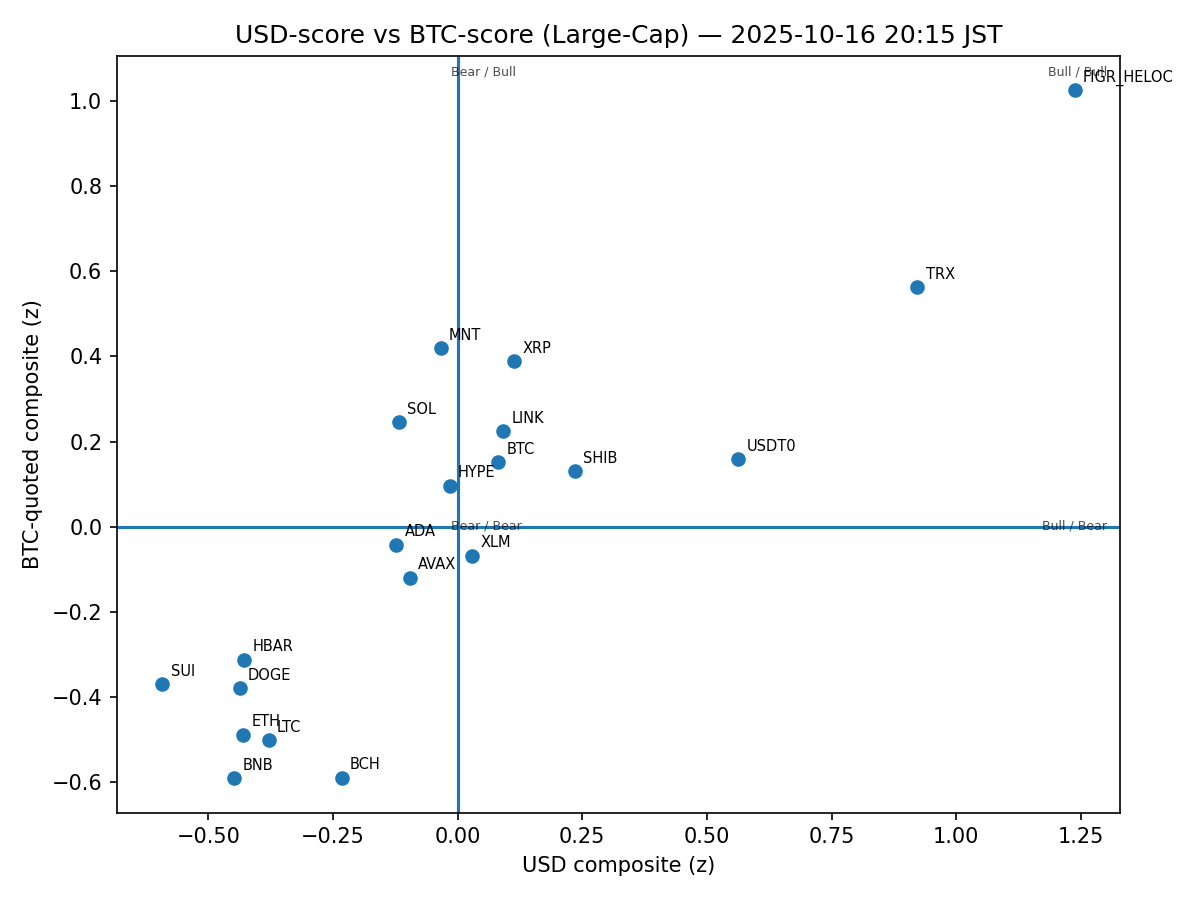 USD-score vs BTC-score (Large-Cap) — 2025-10-16 20:15 JST
Bear / Bull
Bull / Bull
FIGR_HELOC
1.0
0.8
0.6
TRX
MNT
XRP
0.4
SOL
LINK
BTC
SHIB
USDT0
0.2
HYPE
0.0
Bear / Bear
Bull / Bear
ADA
XLM
AVAX
−0.2
HBAR
SUI
DOGE
−0.4
ETH
LTC
BNB
BCH
−0.6
BTC-quoted composite (z)
−0.50
−0.25
0.00
0.25
0.50
0.75
1.00
1.25
USD composite (z)